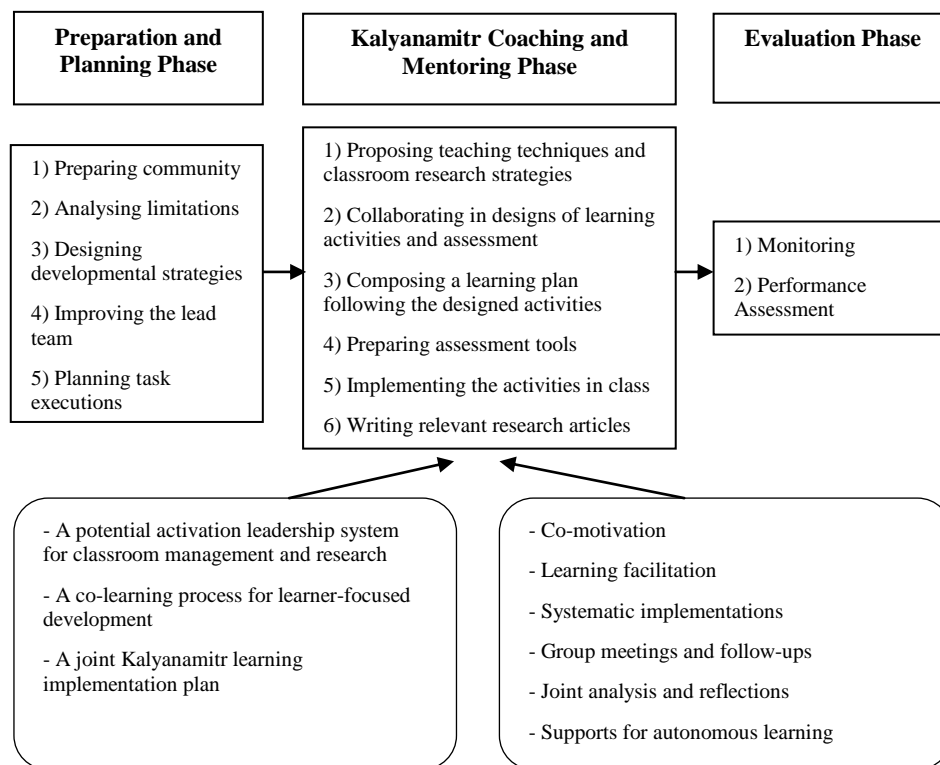 Preparation and
Planning Phase
Kalyanamitr Coaching and
Mentoring Phase
Evaluation Phase
1) Preparing community
2) Analysing limitations
3) Designing
developmental strategies
4) Improving the lead
team
5) Planning task
executions
1) Proposing teaching techniques and
classroom research strategies
2) Collaborating in designs of learning
activities and assessment
3) Composing a learning plan
following the designed activities
4) Preparing assessment tools
5) Implementing the activities in class
6) Writing relevant research articles
1) Monitoring
2) Performance
Assessment
- A potential activation leadership system
for classroom management and research
- A co-learning process for learner-focused
development
- A joint Kalyanamitr learning
implementation plan
- Co-motivation
- Learning facilitation
- Systematic implementations
- Group meetings and follow-ups
- Joint analysis and reflections
- Supports for autonomous learning